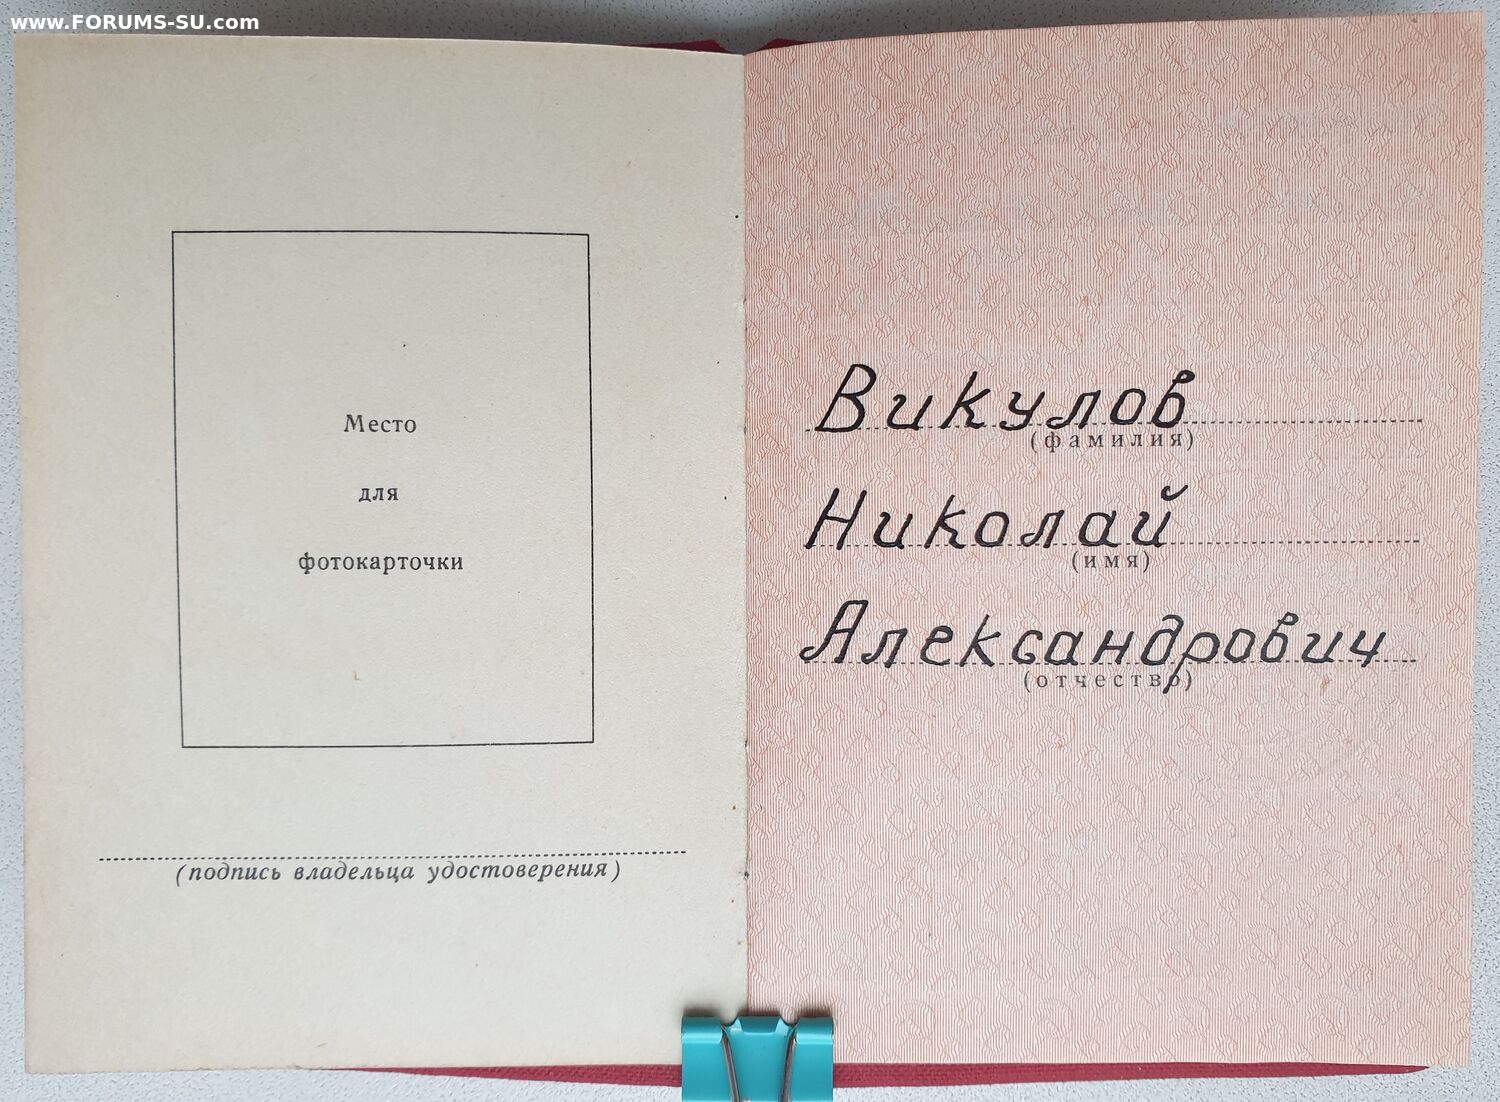 www.FORUMS-SU.com
Место
для
фотокарточки
(подпись владельца удостоверения)
Викулов
(фамилия)
Николай
(имя)
Александрович
(отчество)